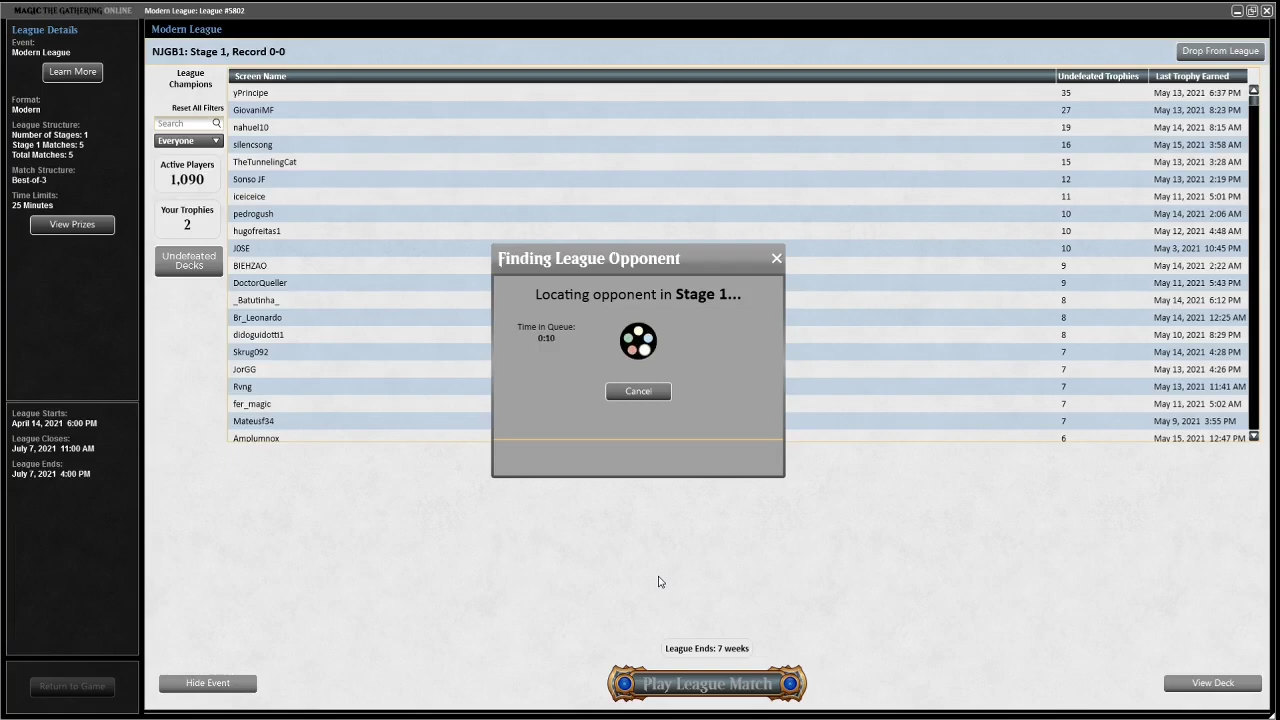 MAGIC THE GATHERING ONLINE
Modern League: League #5802
League Details
Event:
Modern League
Learn More
Format:
Modern
League Structure:
Number of Stages: 1
Stage 1 Matches: 5
Total Matches: 5
Match Structure:
Best-of-3
Time Limits:
25 Minutes
View Prizes
League Starts:
April 14, 2021 6:00 PM
League Closes:
July 7, 2021 11:00 AM
League Ends:
July 7, 2021 4:00 PM
Return to Game
Modern League
NJGB1: Stage 1, Record 0-0
Drop From League
League
Champions
Reset All Filters
Search
Everyone
Active Players
1,090
Your Trophies
2
Undefeated
Decks
Screen Name Undefeated Trophies Last Trophy Earned
yPrincipe 35 May 13, 2021 6:37 PM
GiovaniMF 27 May 13, 2021 8:23 PM
nahuel10 19 May 14, 2021 8:15 AM
silencsong 16 May 15, 2021 3:58 AM
TheTunnelingCat 15 May 13, 2021 3:28 AM
Sonso JF 12 May 13, 2021 2:19 PM
iceiceice 11 May 11, 2021 5:01 PM
pedrogush 10 May 14, 2021 2:06 AM
hugofreitas1 10 May 12, 2021 4:48 AM
J0SE 10 May 3, 2021 10:45 PM
BIEHZAO 9 May 14, 2021 2:22 AM
DoctorQueller 9 May 11, 2021 5:43 PM
_Batutinha_ 8 May 14, 2021 6:12 PM
Br_Leonardo 8 May 14, 2021 12:25 AM
didoguidotti1 8 May 10, 2021 8:29 PM
Skrug092 7 May 14, 2021 4:28 PM
JorGG 7 May 13, 2021 4:26 PM
Rvng 7 May 13, 2021 11:41 AM
fer_magic 7 May 11, 2021 5:02 AM
Mateusf34 7 May 9, 2021 3:55 PM
Amplumnox 6 May 15, 2021 12:47 PM
Finding League Opponent
Locating opponent in Stage 1...
Time in Queue:
0:10
Cancel
League Ends: 7 weeks
Hide Event
Play League Match
View Deck